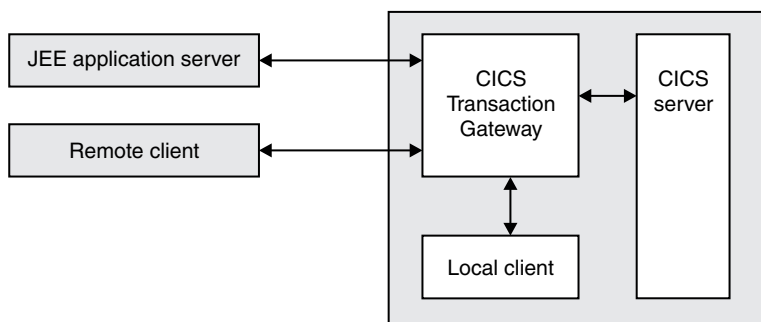 JEE application server
Remote client
CICS
Transaction
Gateway
CICS
server
Local client